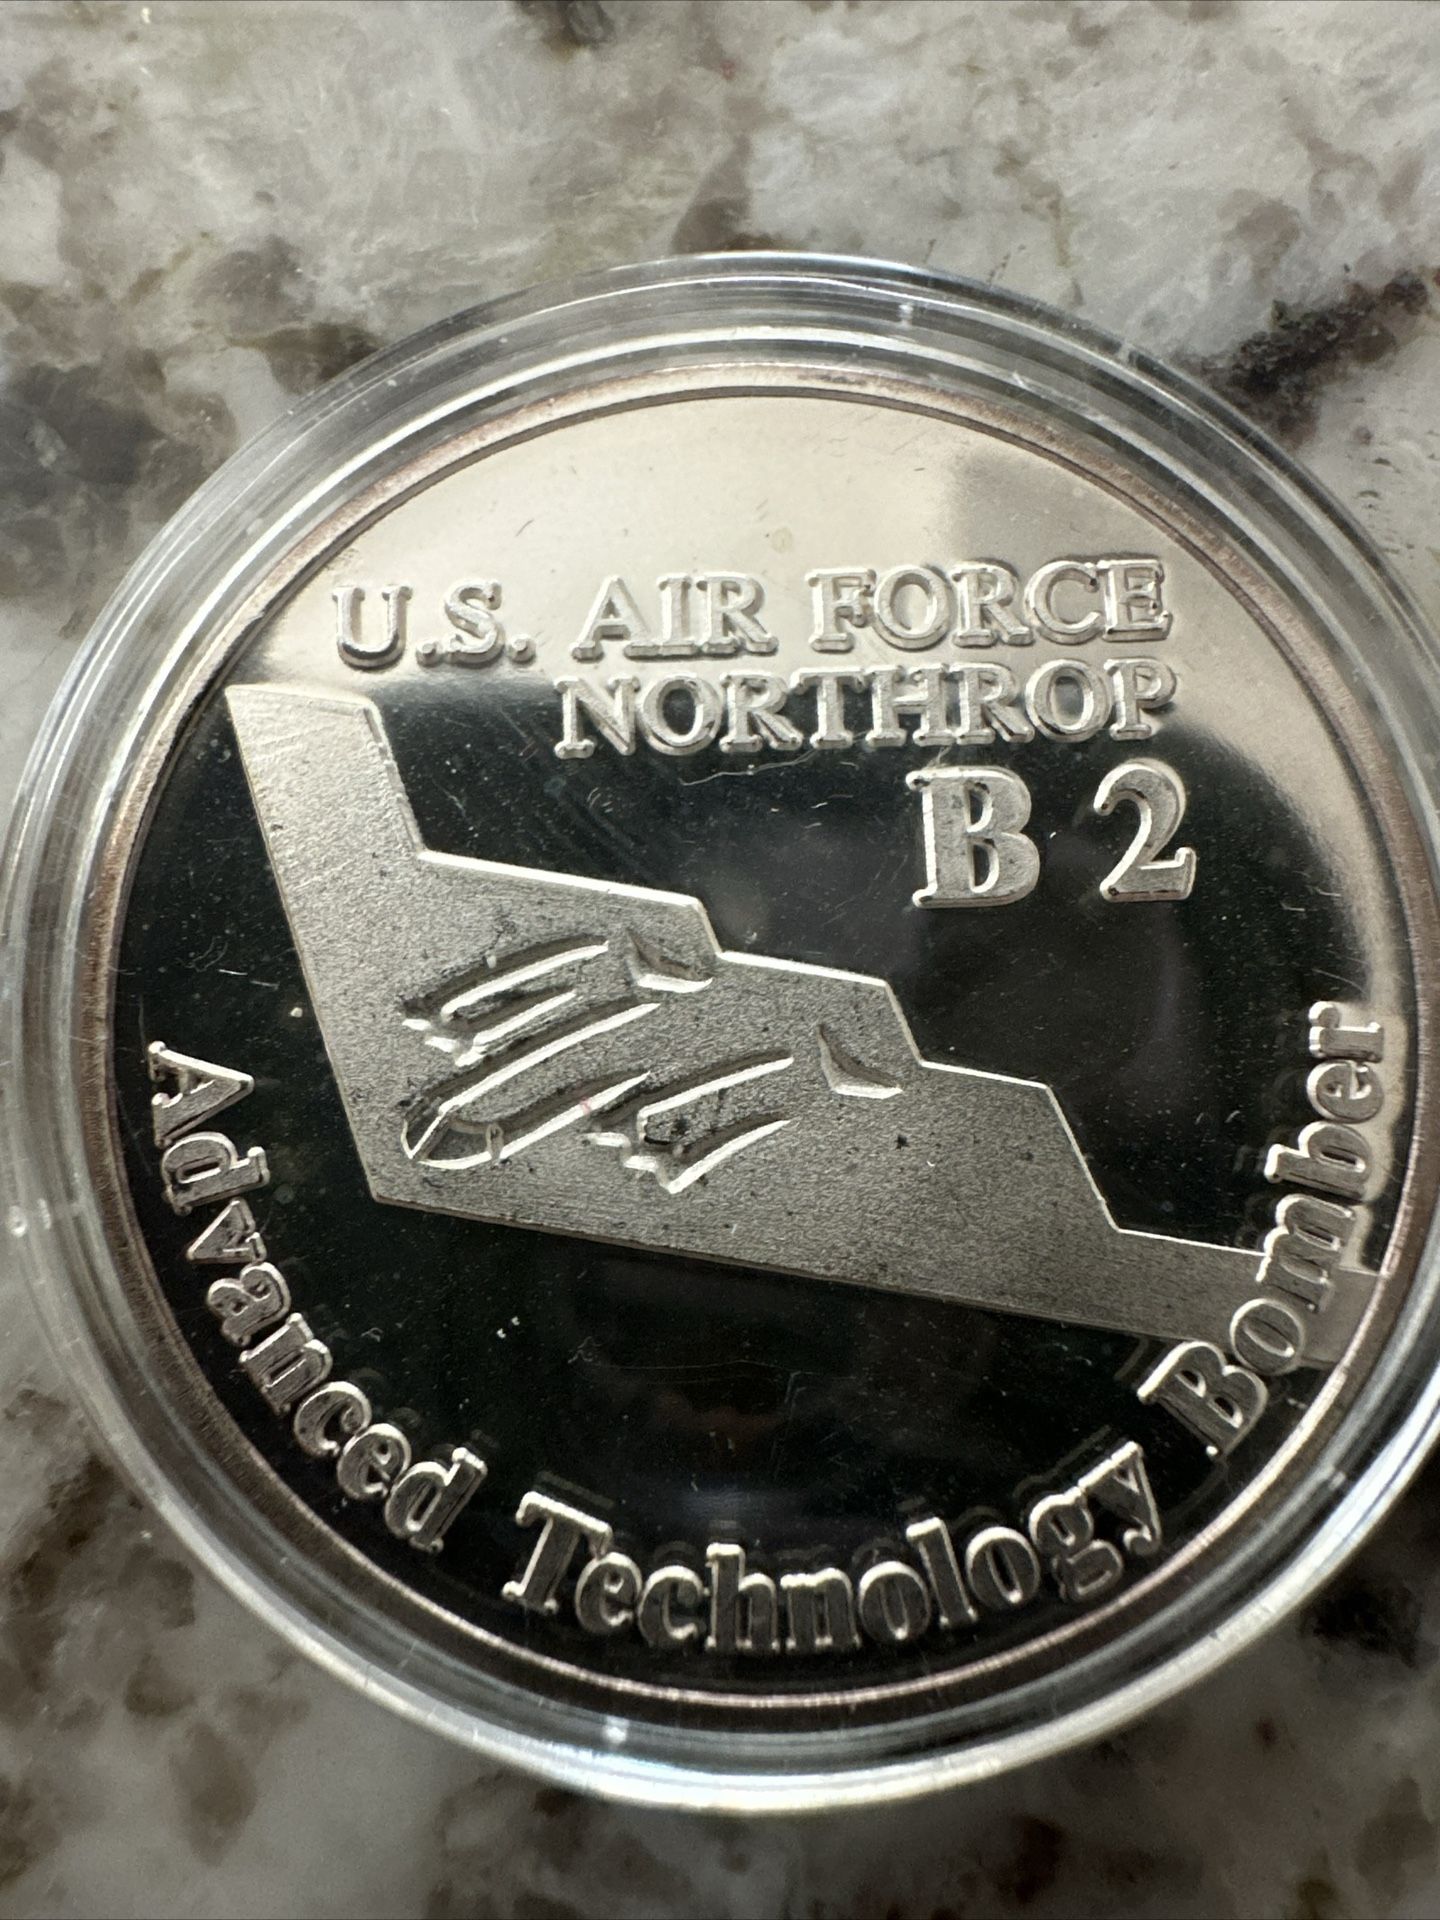 U.S. AIR FORCE
NORTHROP
B 2
Advanced Technology Bomber